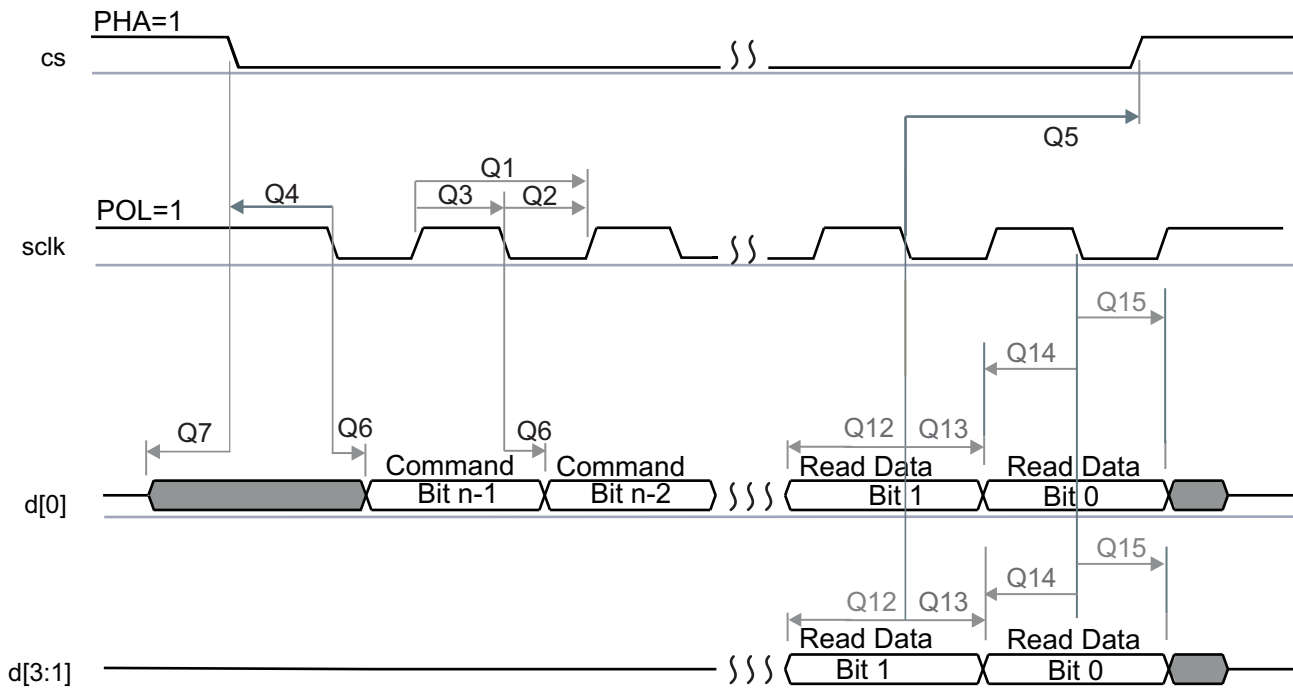 PHA=1
cs
Q5
Q1
Q4
Q3
Q2
POL=1
sclk
Q15
Q14
Q7
Q6
Q6
Q12
Q13
Command
Command
Read Data
Read Data
d[0]
Bit n-1
Bit n-2
Bit 1
Bit 0
Q15
Q14
Q12
Q13
Read Data
Read Data
d[3:1]
Bit 1
Bit 0